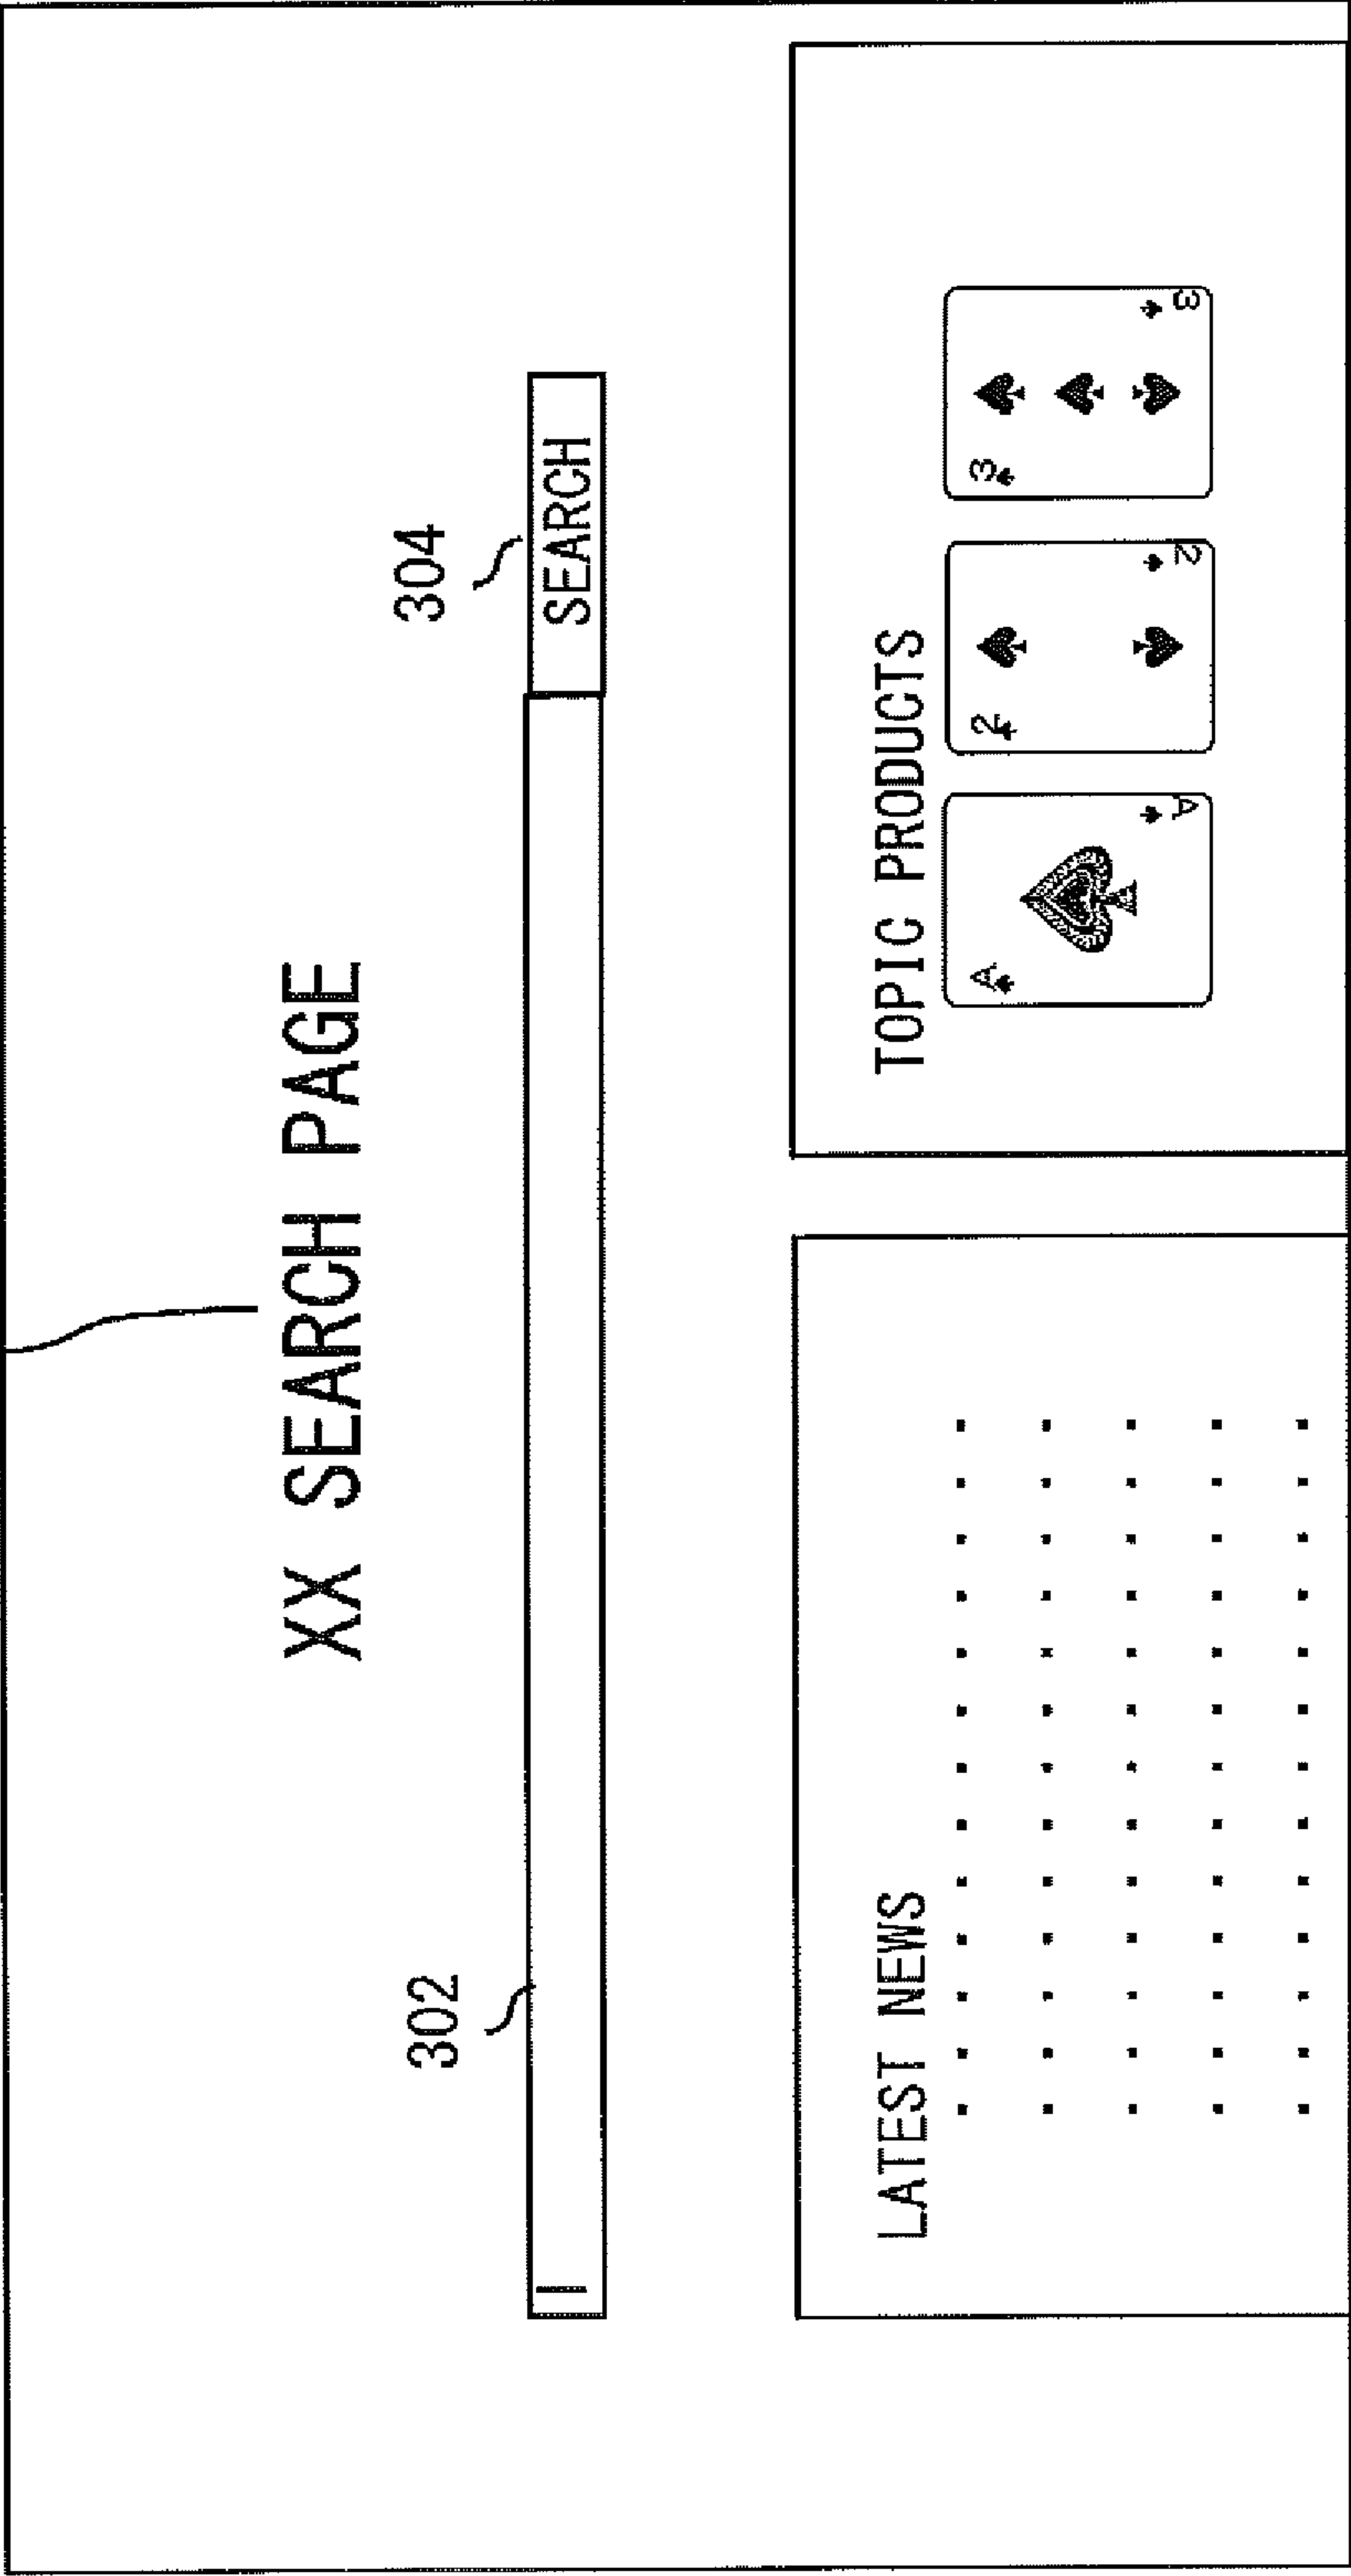 XX SEARCH PAGE
302
304
SEARCH
LATEST NEWS
TOPIC PRODUCTS
A
A
2
2
3
3